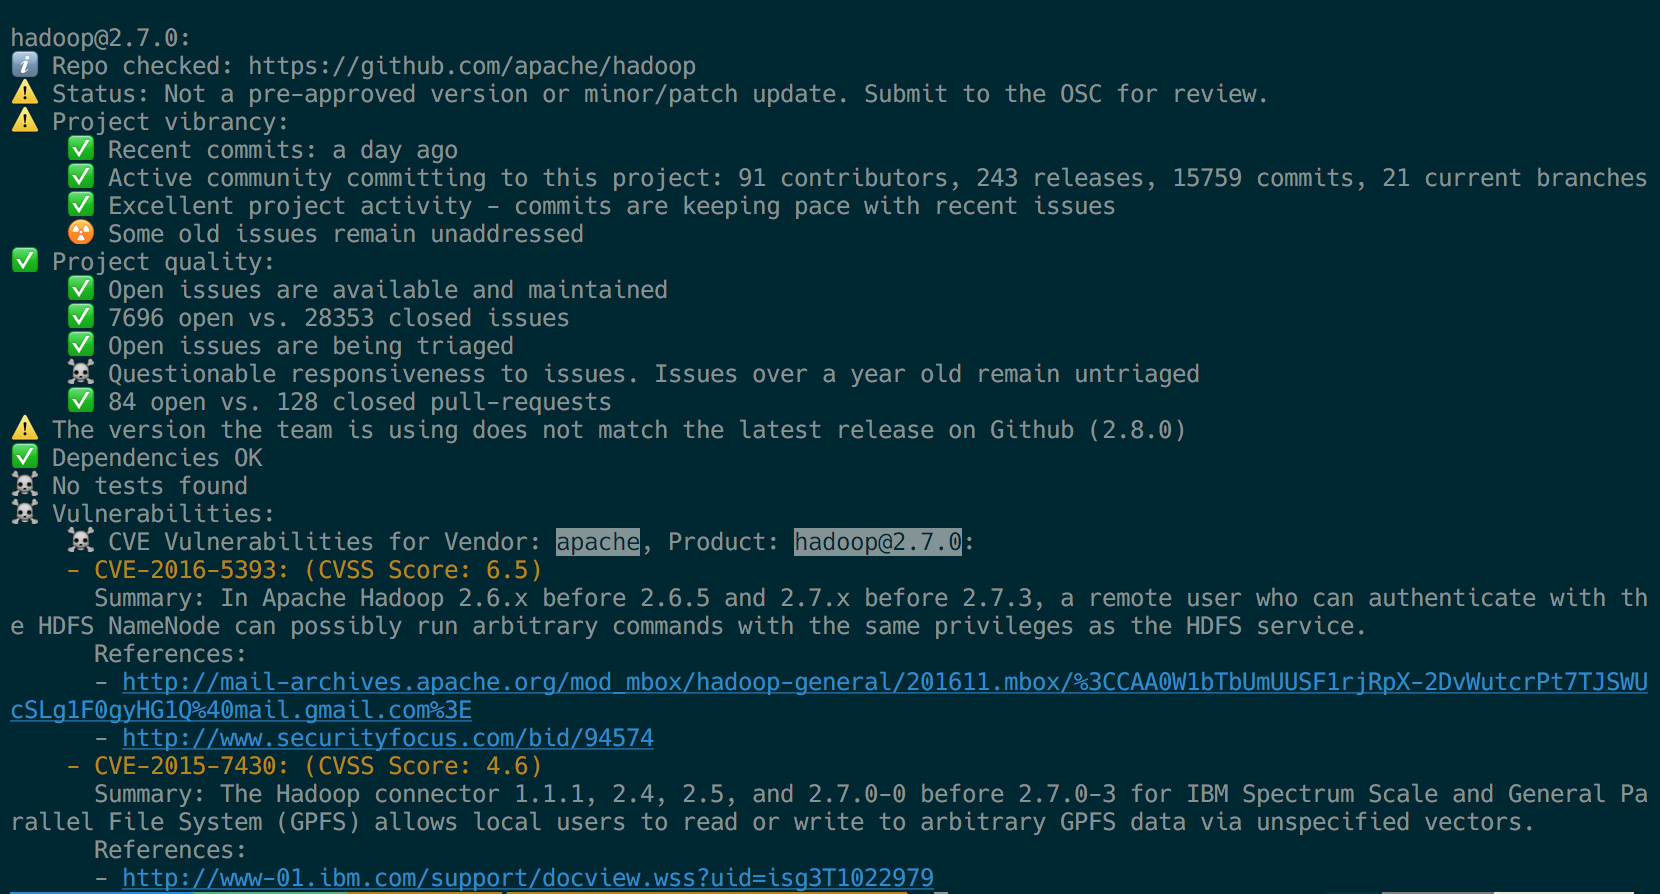 hadoop@2.7.0:
Repo checked: https://github.com/apache/hadoop
Status: Not a pre-approved version or minor/patch update. Submit to the OSC for review.
Project vibrancy:
Recent commits: a day ago
Active community committing to this project: 91 contributors, 243 releases, 15759 commits, 21 current branches
Excellent project activity - commits are keeping pace with recent issues
Some old issues remain unaddressed
Project quality:
Open issues are available and maintained
7696 open vs. 28353 closed issues
Open issues are being triaged
Questionable responsiveness to issues. Issues over a year old remain untriaged
84 open vs. 128 closed pull-requests
The version the team is using does not match the latest release on Github (2.8.0)
Dependencies OK
No tests found
Vulnerabilities:
CVE Vulnerabilities for Vendor: apache, Product: hadoop@2.7.0:
- CVE-2016-5393: (CVSS Score: 6.5)
Summary: In Apache Hadoop 2.6.x before 2.6.5 and 2.7.x before 2.7.3, a remote user who can authenticate with th
e HDFS NameNode can possibly run arbitrary commands with the same privileges as the HDFS service.
References:
- http://mail-archives.apache.org/mod_mbox/hadoop-general/201611.mbox/%3CCAA0W1bTbUmUUSF1rjRpX-2DvWutcrPt7TJSWU
cSLg1F0gyHG1Q%40mail.gmail.com%3E
- http://www.securityfocus.com/bid/94574
- CVE-2015-7430: (CVSS Score: 4.6)
Summary: The Hadoop connector 1.1.1, 2.4, 2.5, and 2.7.0-0 before 2.7.0-3 for IBM Spectrum Scale and General Pa
rallel File System (GPFS) allows local users to read or write to arbitrary GPFS data via unspecified vectors.
References:
- http://www-01.ibm.com/support/docview.wss?uid=isg3T1022979